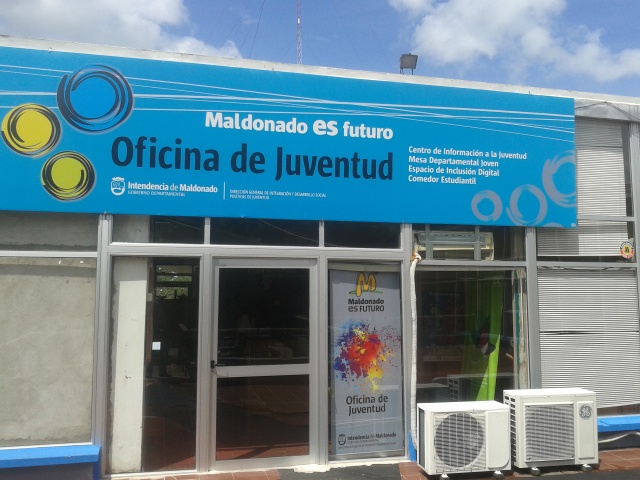 Maldonado es futuro
Oficina de Juventud
Centro de Información a la Juventud
Mesa Departamental Joven
Espacio de Inclusión Digital
Comedor Estudiantil
Intendencia de Maldonado
GOBIERNO DEPARTAMENTAL
DIRECCIÓN GENERAL DE INTEGRACIÓN Y DESARROLLO SOCIAL
POLÍTICAS DE JUVENTUD
Maldonado
es FUTURO
Oficina de
Juventud
Intendencia de Maldonado